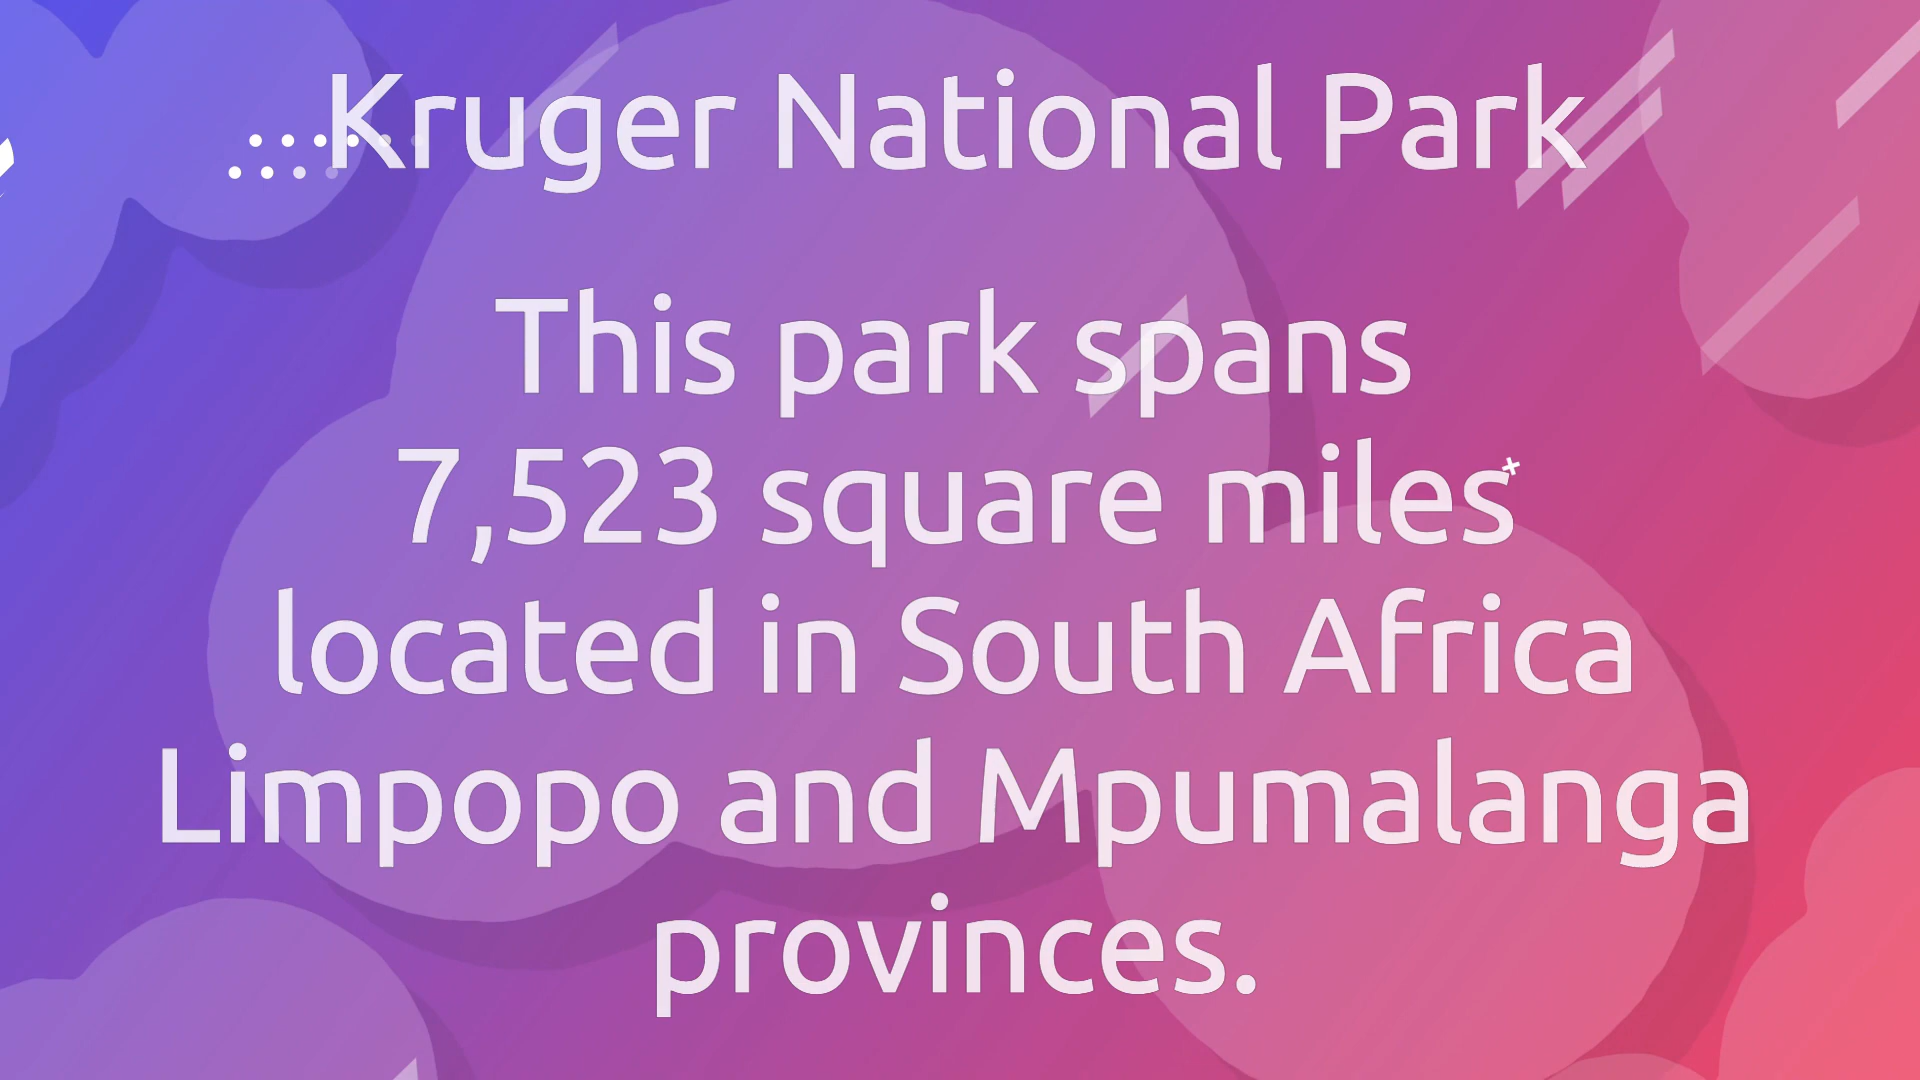 Kruger National Park
This park spans
7,523 square miles
located in South Africa
Limpopo and Mpumalanga
provinces.